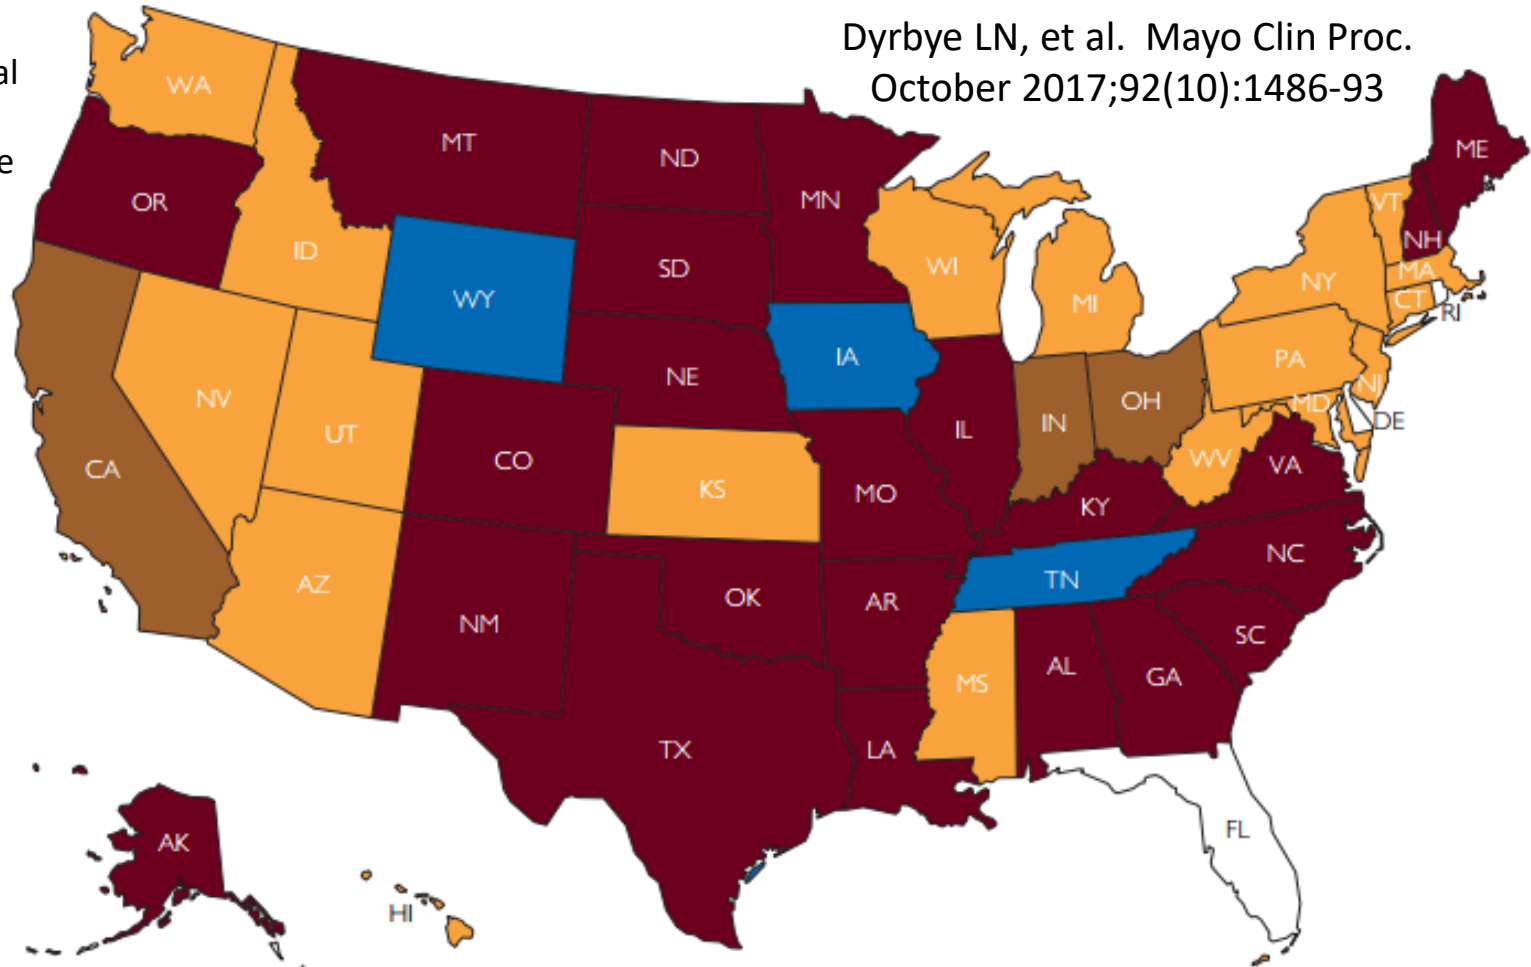 Dyrbye LN, et al. Mayo Clin Proc.
October 2017;92(10):1486-93
al
e
WA
MT
ND
MN
ME
OR
ID
WY
SD
WI
MI
NY
VT
NH
MA
CT
RI
NV
UT
CO
NE
IA
IL
IN
OH
PA
NJ
MD
DE
CA
KS
MO
KY
WV
VA
AZ
NM
OK
AR
TN
NC
SC
MS
AL
GA
TX
LA
AK
HI
FL